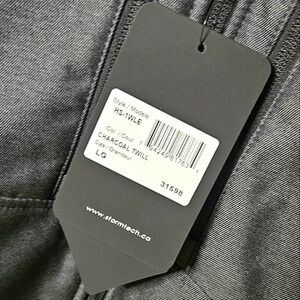 Style / Modèle:
HS-1WLE
Col. / Coul.:
CHARCOAL TWILL
Size / Grandeur:
LG
31598
www.stormtech.ca